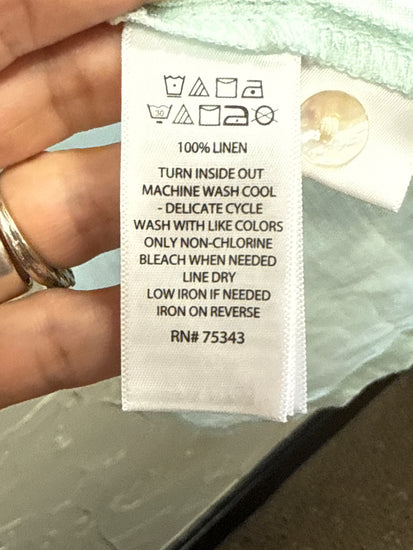 30
100% LINEN
TURN INSIDE OUT
MACHINE WASH COOL
- DELICATE CYCLE
WASH WITH LIKE COLORS
ONLY NON-CHLORINE
BLEACH WHEN NEEDED
LINE DRY
LOW IRON IF NEEDED
IRON ON REVERSE
RN# 75343